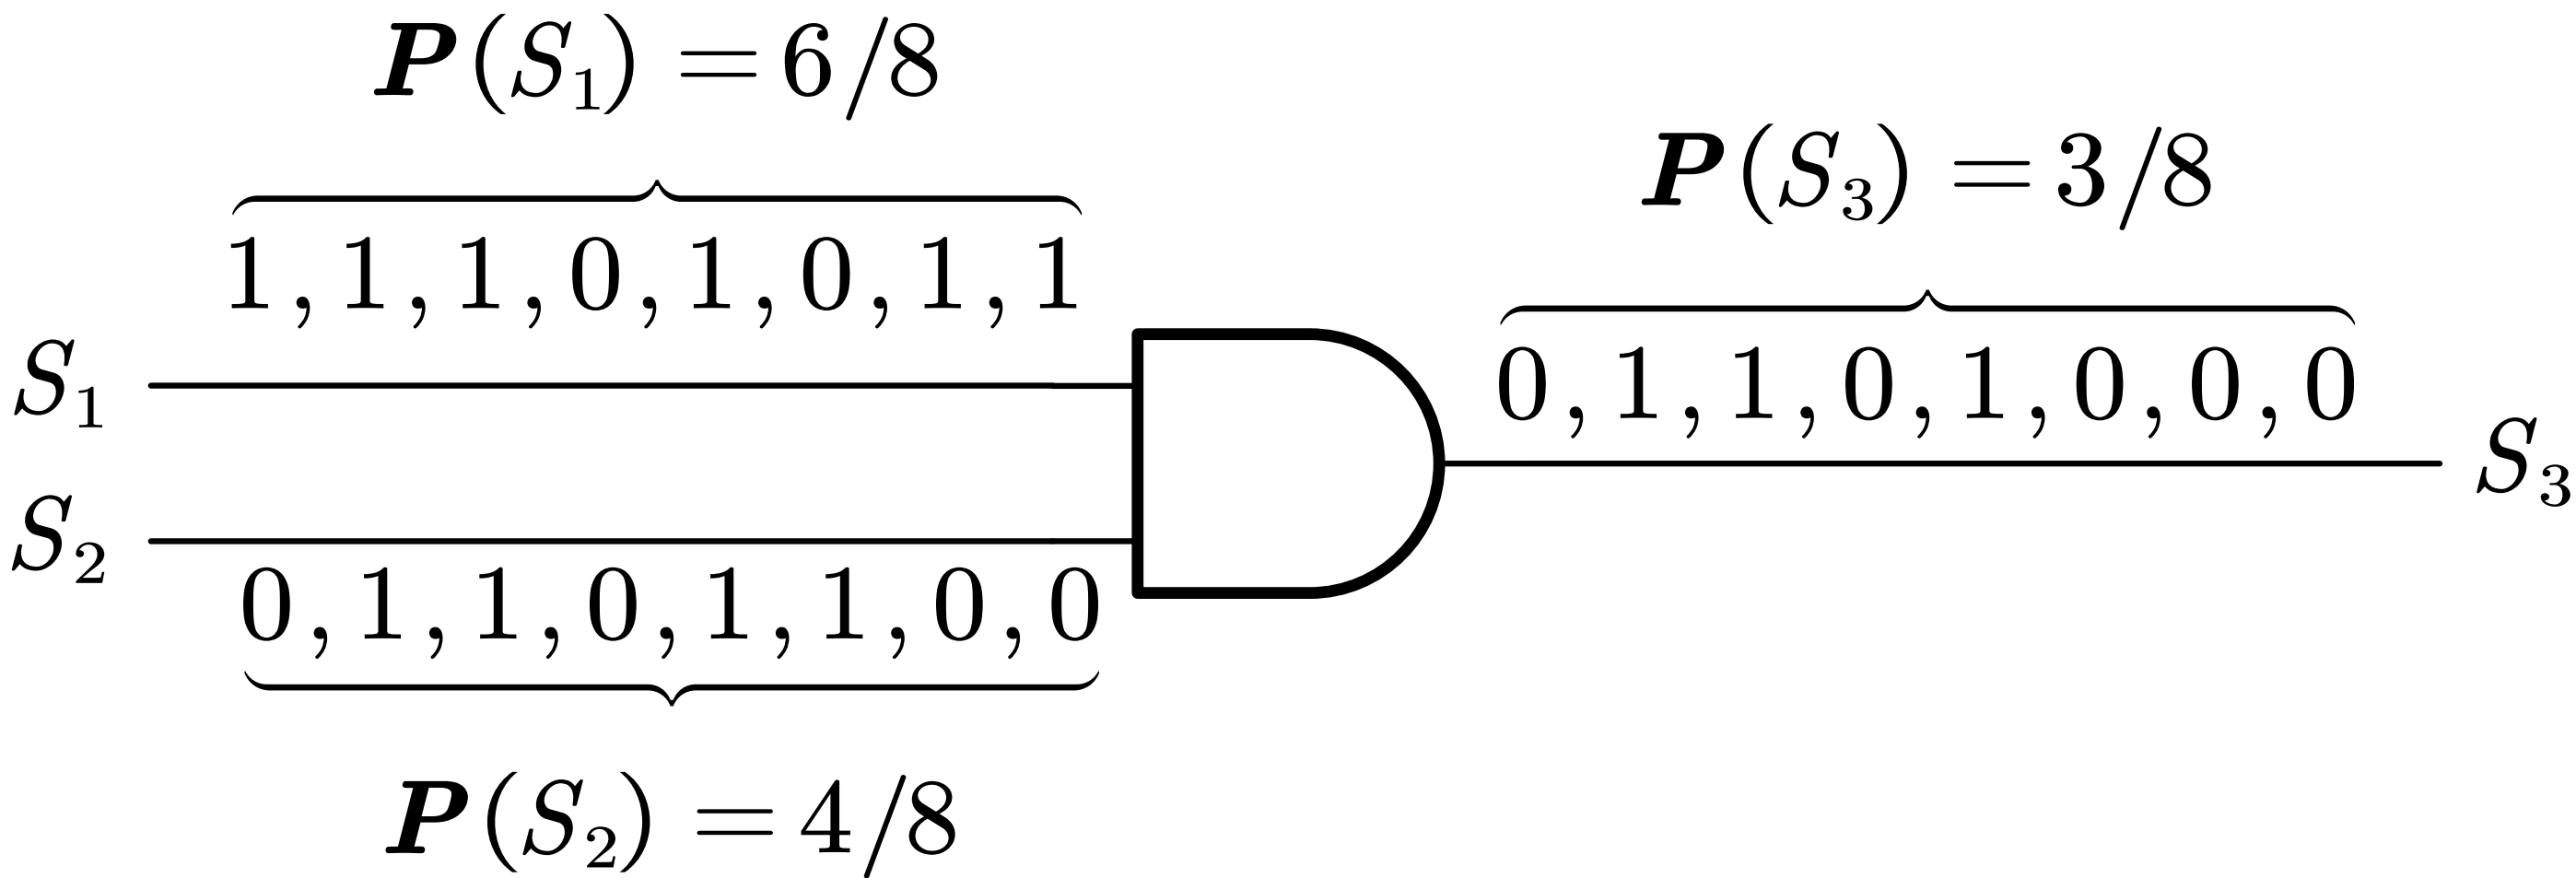 P(S₁) = 6/8
P(S₃) = 3/8
1, 1, 1, 0, 1, 0, 1, 1
0, 1, 1, 0, 1, 0, 0, 0
S₁
S₃
S₂
0, 1, 1, 0, 1, 1, 0, 0
P(S₂) = 4/8